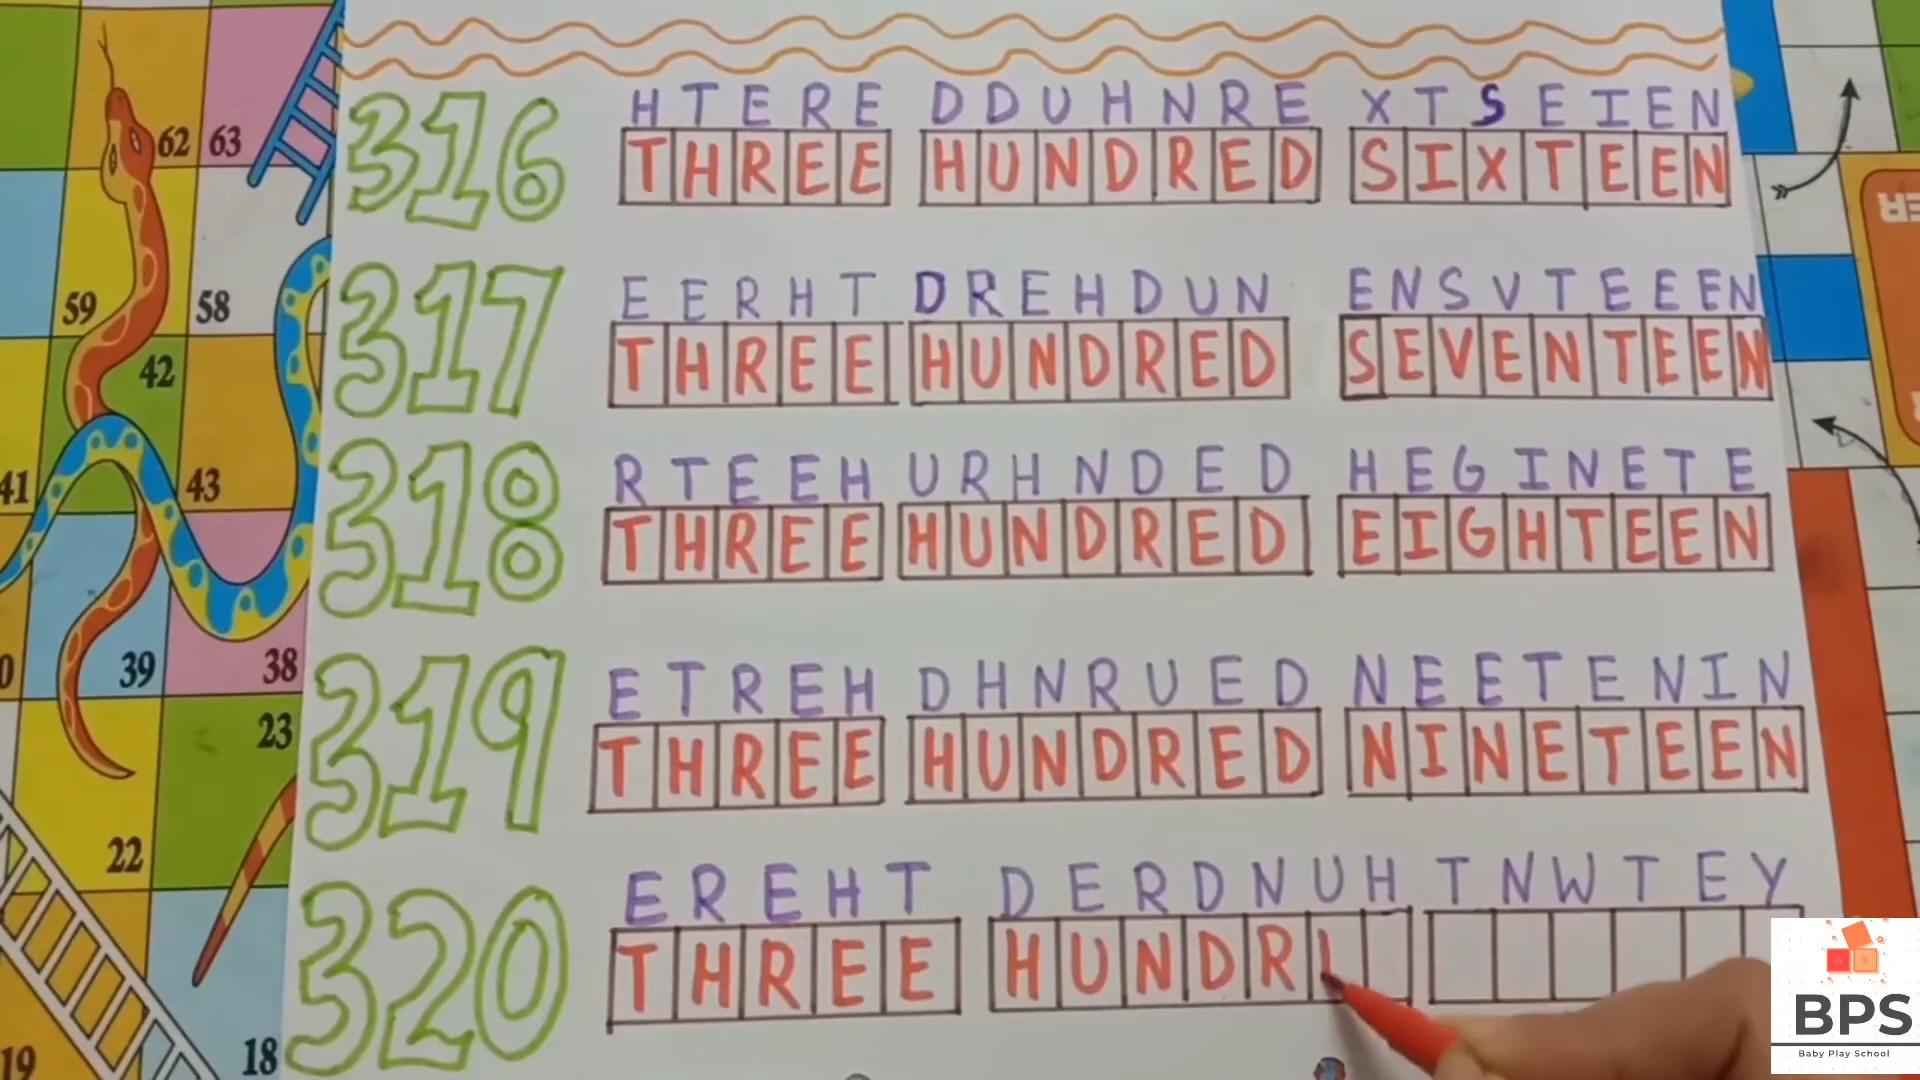 HTERE DDUHNRE XTSEIEN
316 THREE HUNDRED SIXTEEN
EERHT DREHDUN ENSVTEEEN
317 THREE HUNDRED SEVENTEEN
RTEEH URHNDED HEGINETE
318 THREE HUNDRED EIGHTEEN
ETREH DHNRUED NEETENIN
319 THREE HUNDRED NINETEEN
EREHT DERDNUH TNWTEY
320 THREE HUNDR
62 63
59 58
42
41 43
39 38
23
22
19 18
BPS
Baby Play School